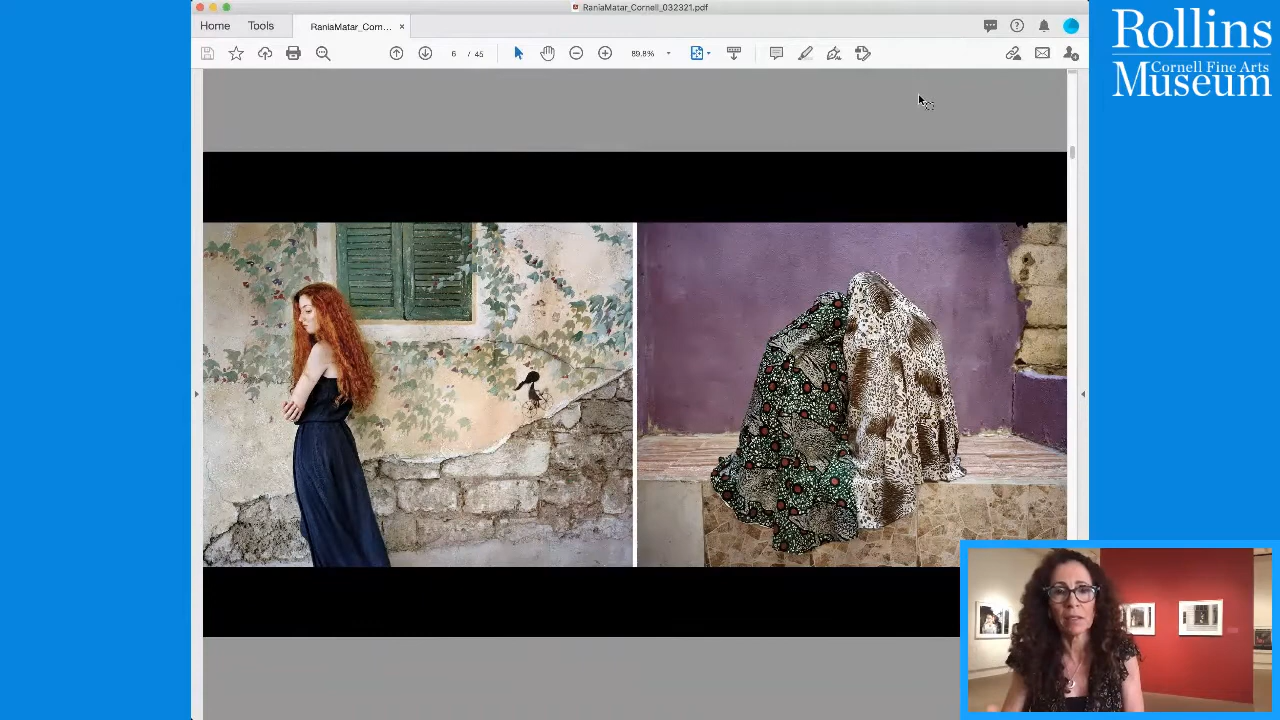 RaniaMatar_Cornell_032321.pdf
Home
Tools
RaniaMatar_Corn...
×
6 / 45
89.8%
Rollins
Cornell Fine Arts
Museum